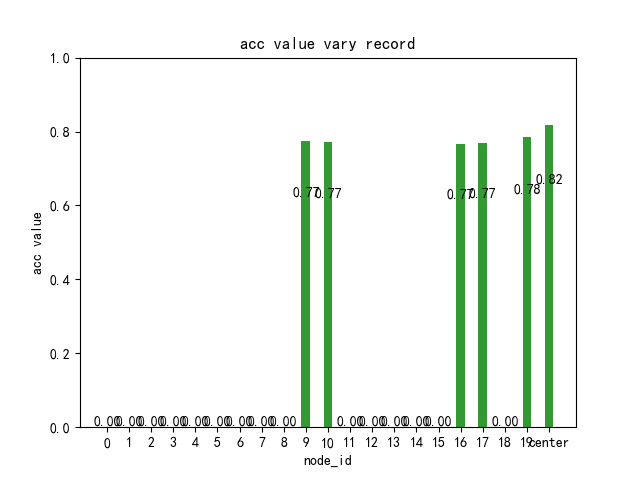 acc value vary record
1.0
0.8
0.6
0.4
0.2
0.0
acc value
0.82
0.78
0.77 0.77 0.77 0.77
0.00 0.00 0.00 0.00 0.00 0.00 0.00 0.00 0.00 0.00 0.00 0.00 0.00 0.00 0.00
0 1 2 3 4 5 6 7 8 9 10 11 12 13 14 15 16 17 18 19 center
node_id